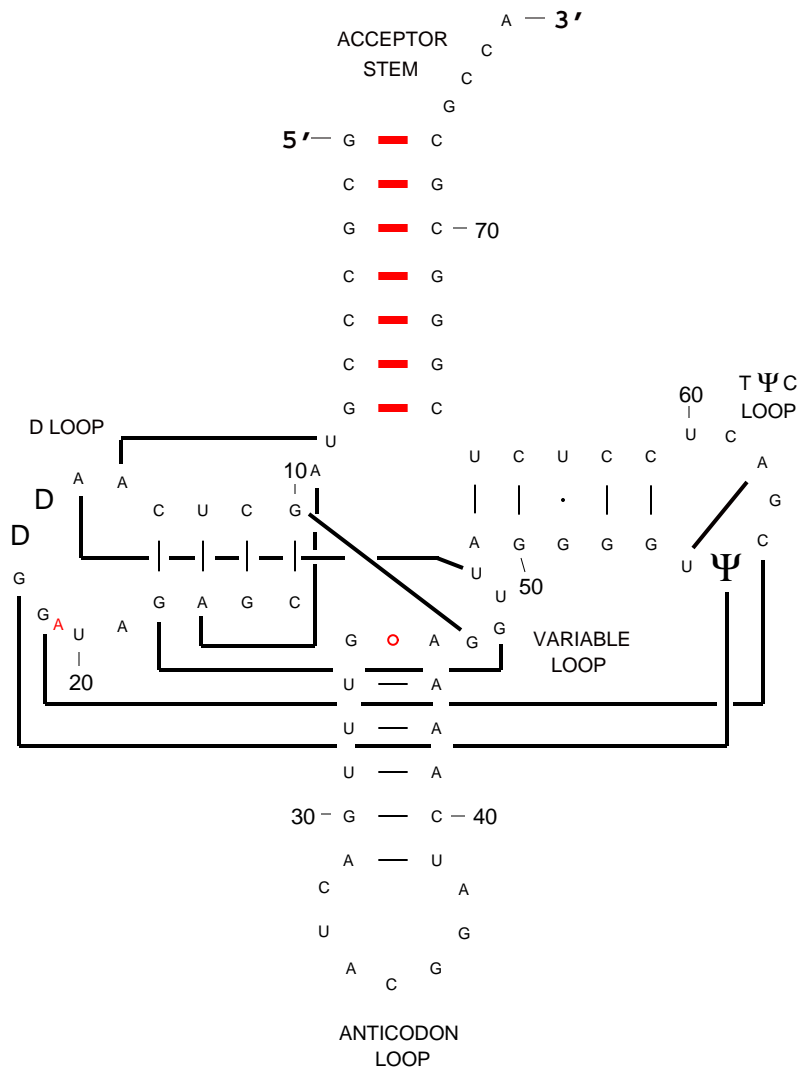 A 3′
ACCEPTOR C
STEM C
G
5′ G C
C G
G C 70
C G
C G
C G
G C
T Ψ C
LOOP
60
D LOOP
U C
U
A A
U C U C C
A
10 A
D
C U C G
G
D
A G G G G U Ψ C
U
50
G
G A U A G A G C
U
20
G A G G
VARIABLE
LOOP
U A
U A
U A
30 G C 40
A U
C A
U G
A G
C
ANTICODON
LOOP